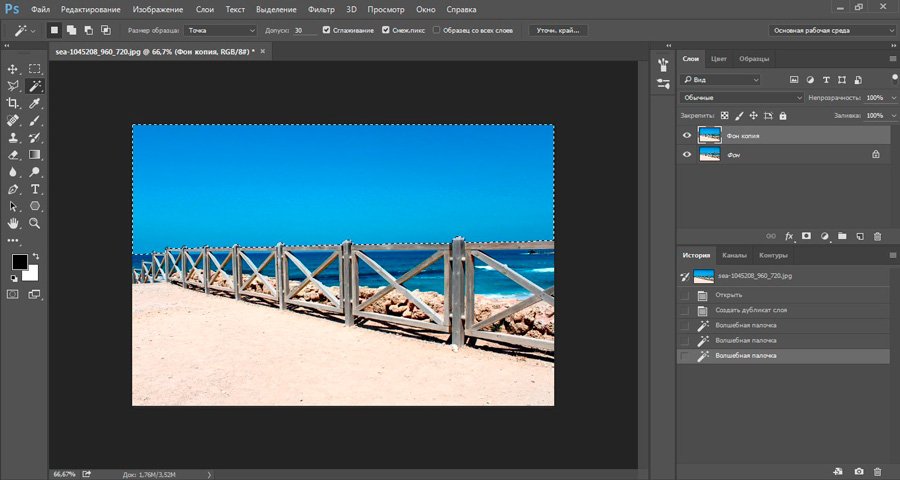 Ps Файл Редактирование Изображение Слои Текст Выделение Фильтр 3D Просмотр Окно Справка
Размер образца: Точка Допуск: 30 Сглаживание Смеж.пикс Образец со всех слоев Уточн. край... Основная рабочая среда
sea-1045208_960_720.jpg @ 66,7% (Фон копия, RGB/8#) * ×
Слои Цвет Образцы
Вид
Обычные Непрозрачность: 100%
Закрепить: Заливка: 100%
Фон копия
Фон
fx
История Каналы Контуры
sea-1045208_960_720.jpg
Открыть
Создать дубликат слоя
Волшебная палочка
Волшебная палочка
Волшебная палочка
66,67% Док: 1,76M/3,52M